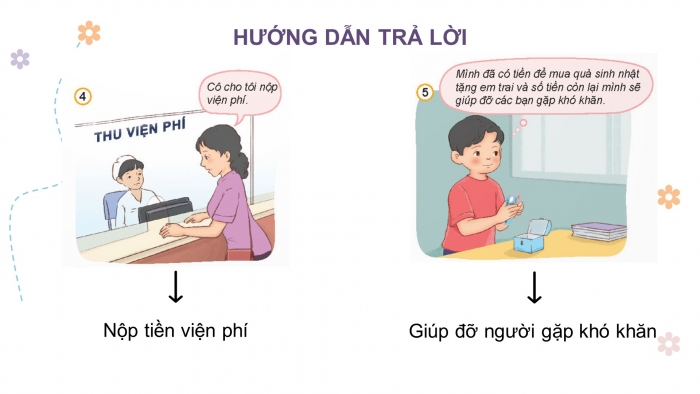 HƯỚNG DẪN TRẢ LỜI
4
Cô cho tôi nộp
viện phí.
THU VIỆN PHÍ
5
Mình đã có tiền để mua quà sinh nhật
tặng em trai và số tiền còn lại mình sẽ
giúp đỡ các bạn gặp khó khăn.
Nộp tiền viện phí
Giúp đỡ người gặp khó khăn